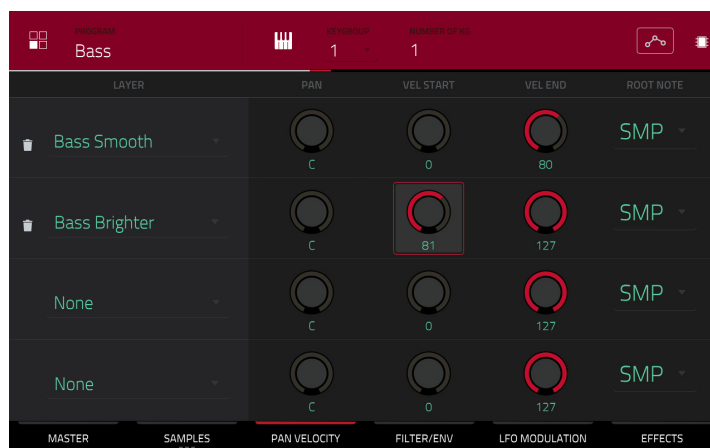 PROGRAM KEYGROUP NUMBER OF KG
Bass 1 1
LAYER PAN VEL START VEL END ROOT NOTE
Bass Smooth SMP
C 0 80
Bass Brighter SMP
C 81 127
None SMP
C 0 127
None SMP
C 0 127
MASTER SAMPLES PAN VELOCITY FILTER/ENV LFO MODULATION EFFECTS